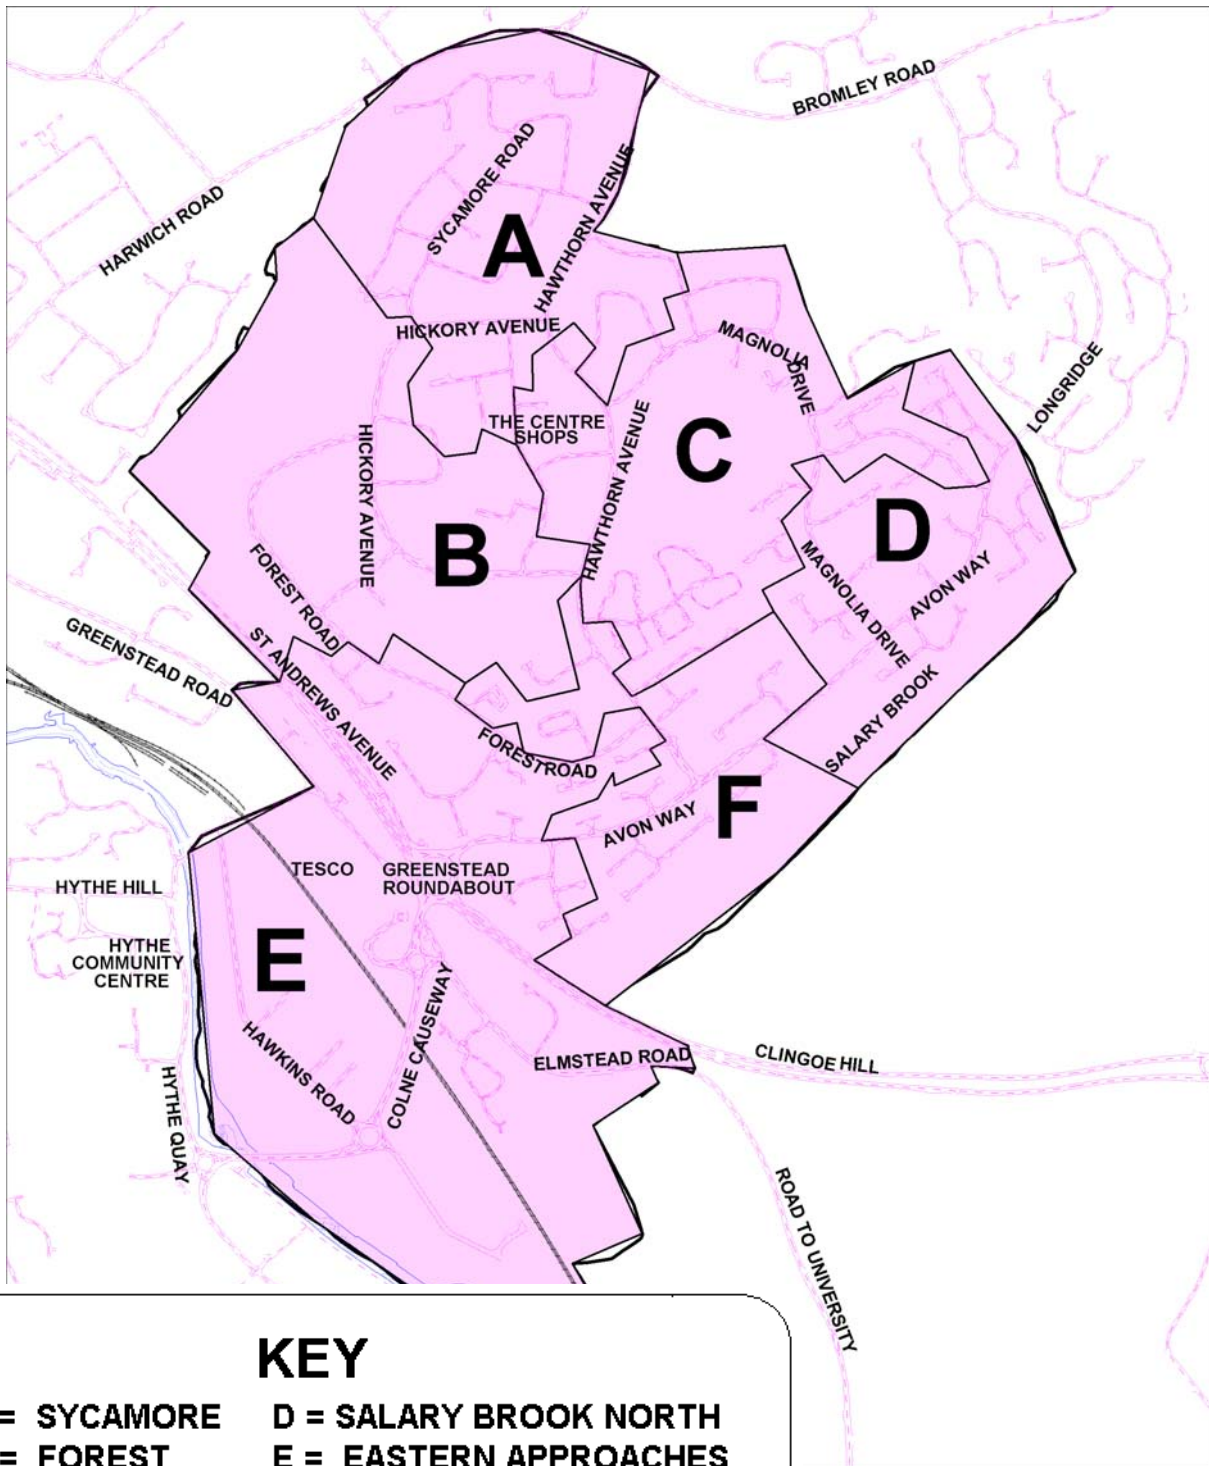 BROMLEY ROAD
SYCAMORE ROAD
HAWTHORN AVENUE
HARWICH ROAD
A
HICKORY AVENUE
MAGNOLIA
DRIVE
LONGRIDGE
THE CENTRE
SHOPS
HICKORY AVENUE
HAWTHORN AVENUE
C
B
D
FOREST ROAD
MAGNOLIA DRIVE
AVON WAY
GREENSTEAD ROAD
ST ANDREWS AVENUE
SALARY BROOK
FORESTROAD
F
AVON WAY
TESCO
GREENSTEAD
ROUNDABOUT
HYTHE HILL
HYTHE
COMMUNITY
CENTRE
E
COLNE CAUSEWAY
HAWKINS ROAD
ELMSTEAD ROAD
CLINGOE HILL
HYTHE QUAY
ROAD TO UNIVERSITY
KEY
= SYCAMORE D = SALARY BROOK NORTH
= FOREST E = EASTERN APPROACHES